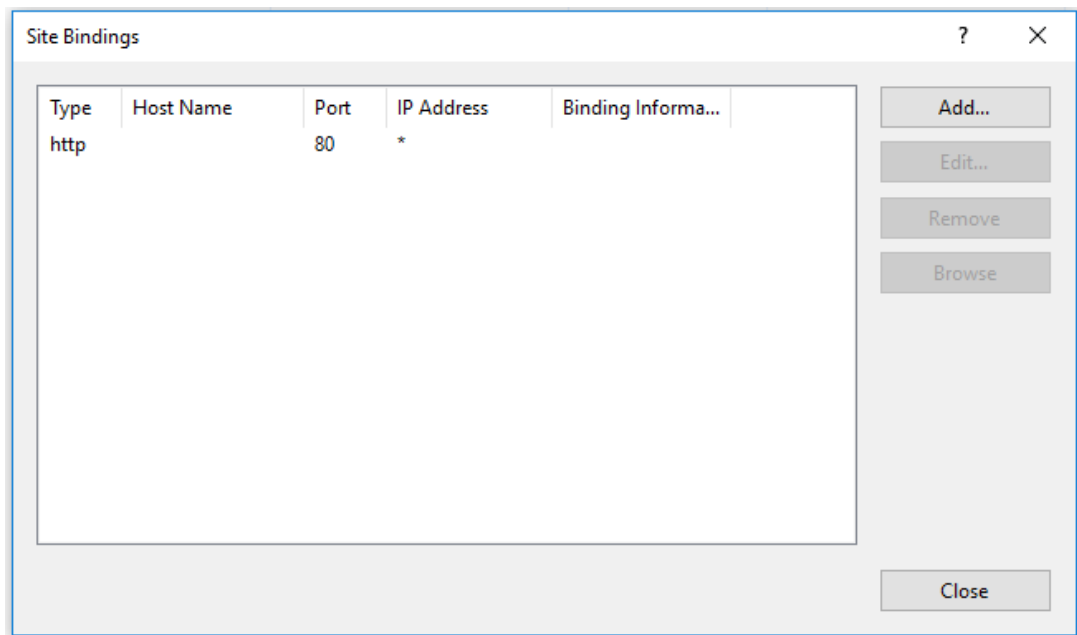 Site Bindings ? ×
Type Host Name Port IP Address Binding Informa... Add...
http 80 *
Edit...
Remove
Browse
Close